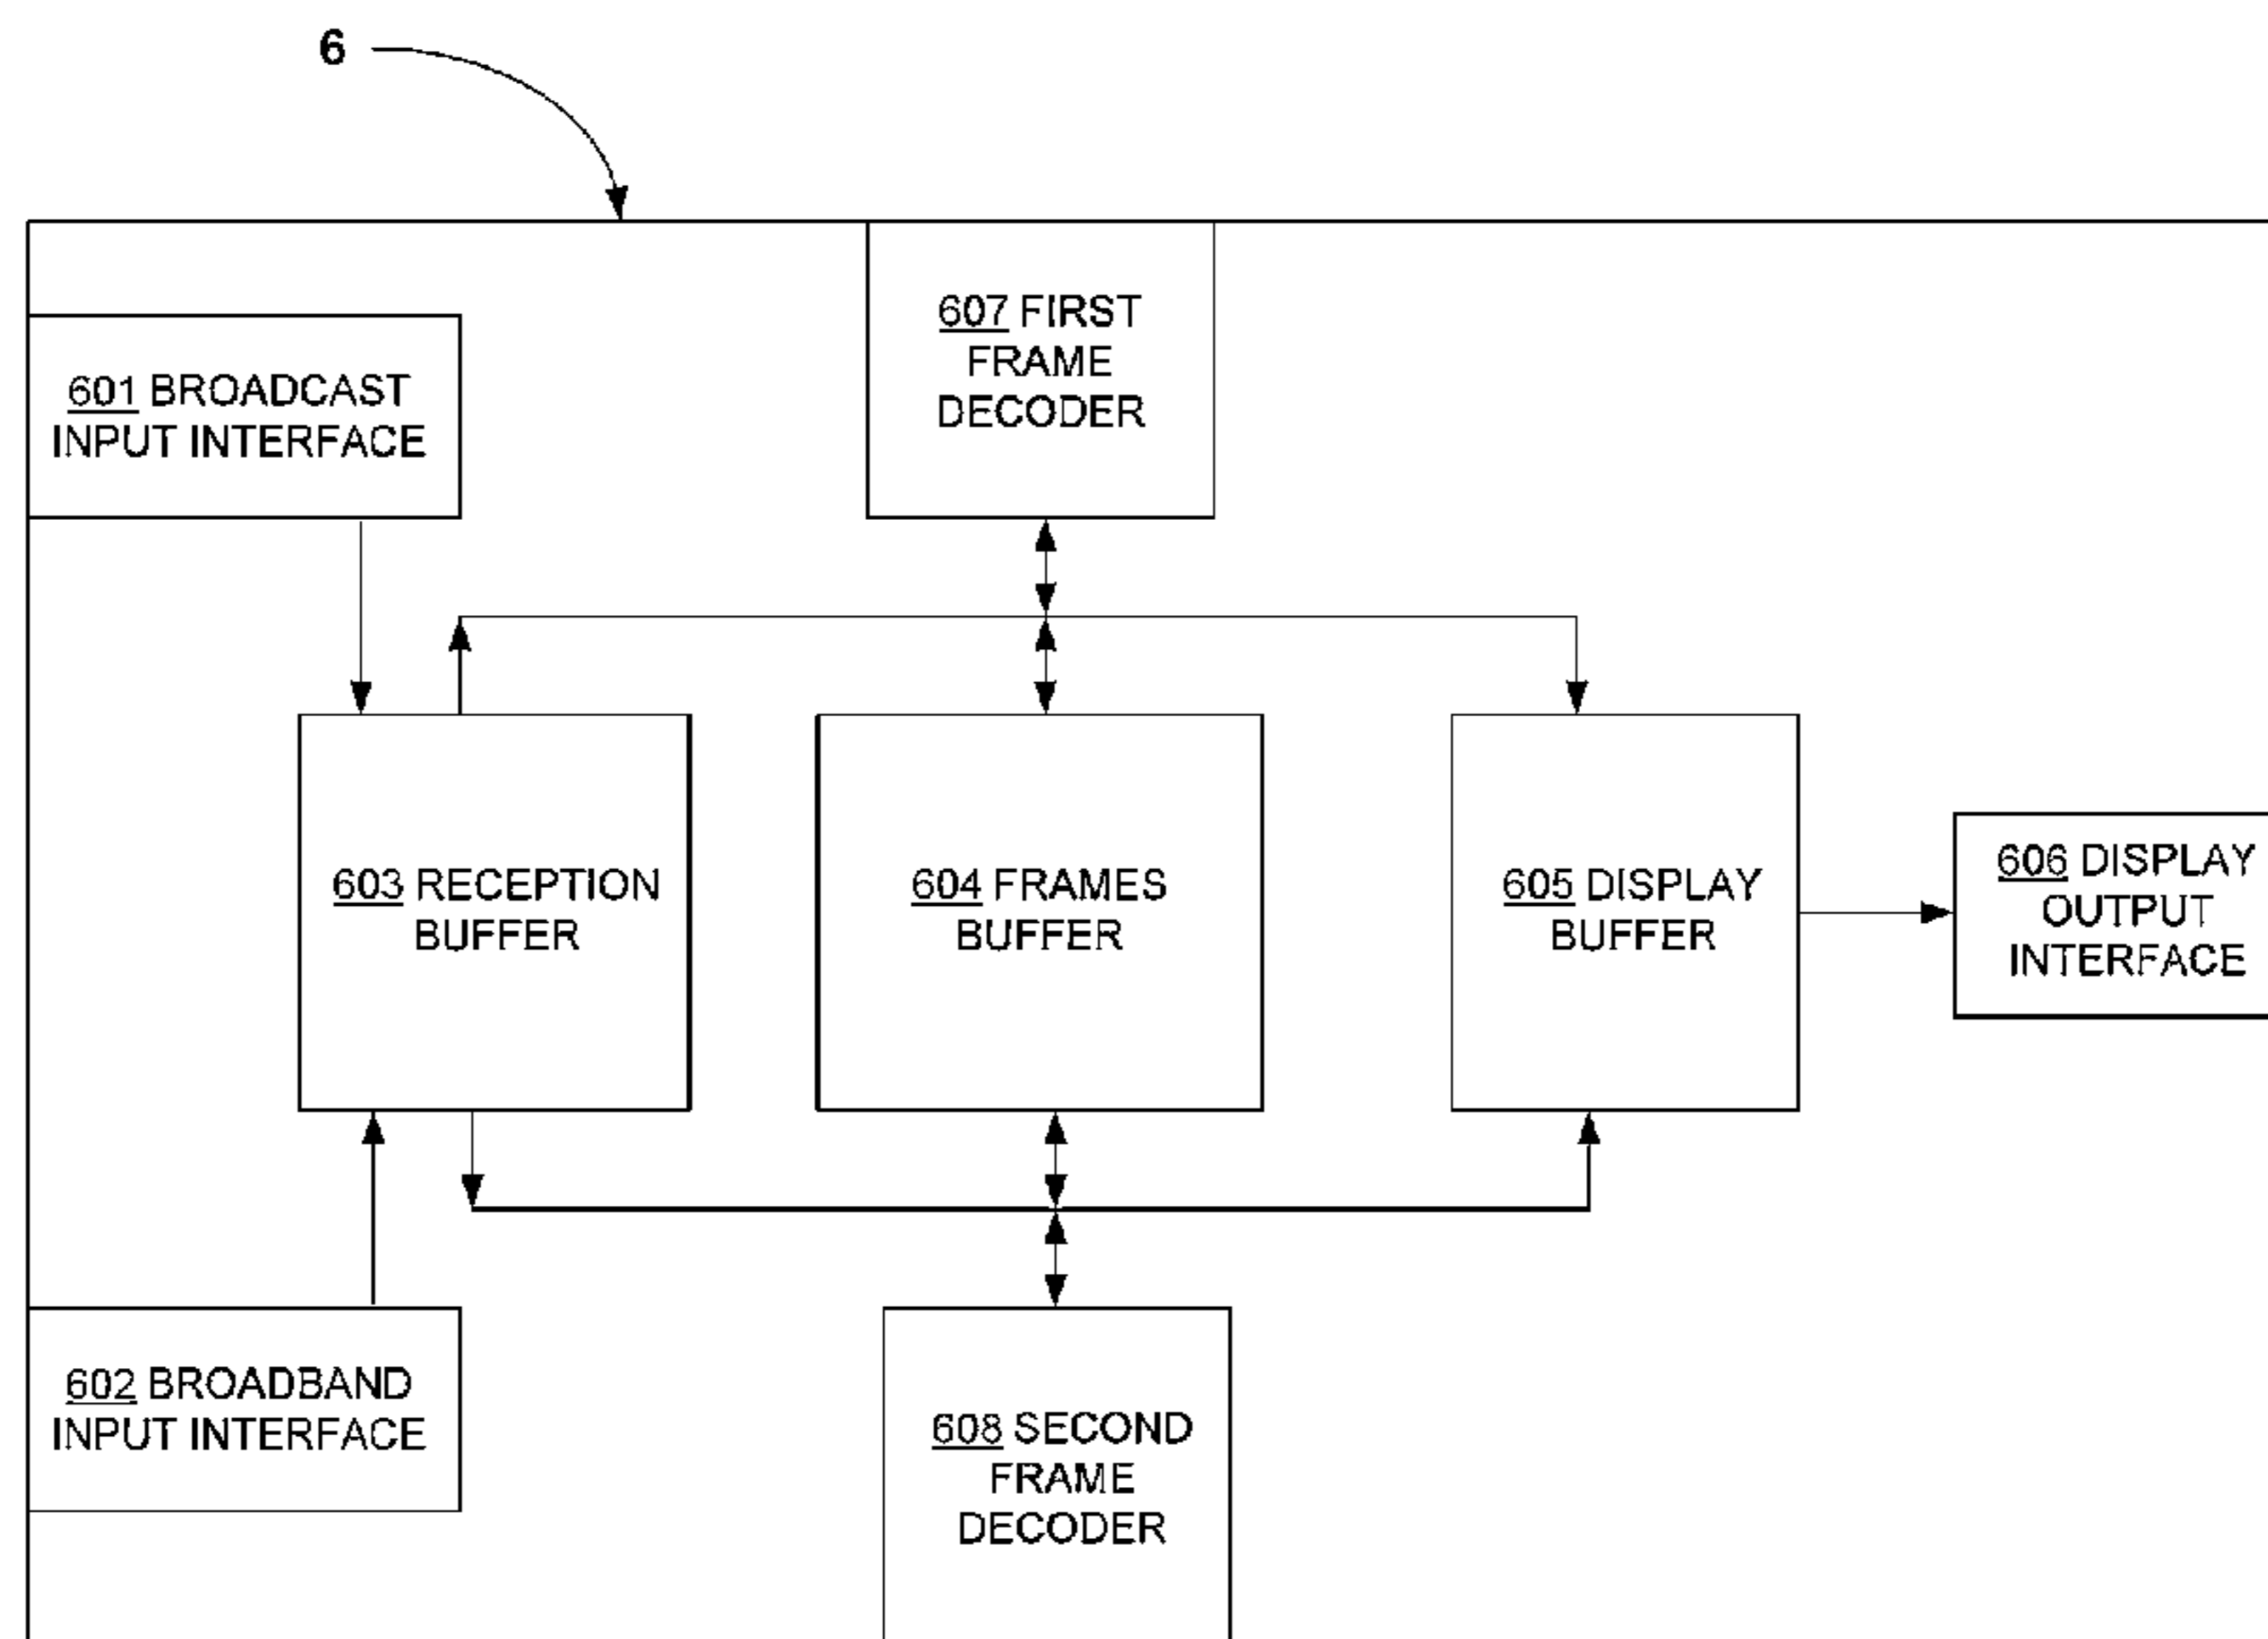 6
607 FIRST
FRAME
DECODER
601 BROADCAST
INPUT INTERFACE
603 RECEPTION
BUFFER
604 FRAMES
BUFFER
605 DISPLAY
BUFFER
606 DISPLAY
OUTPUT
INTERFACE
602 BROADBAND
INPUT INTERFACE
608 SECOND
FRAME
DECODER